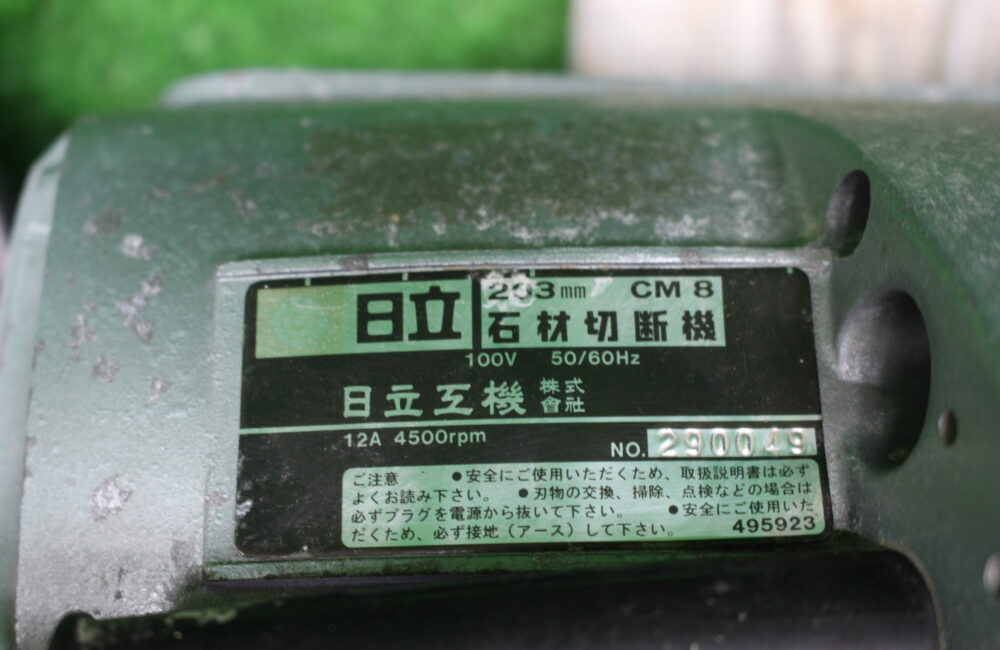 日立
203mm CM 8
石材切断機
100V 50/60Hz
日立工機 株式會社
12A 4500rpm
NO. 290049
ご注意 ●安全にご使用いただくため、取扱説明書は必ず
よくお読み下さい。 ●刃物の交換、掃除、点検などの場合は
必ずプラグを電源から抜いて下さい。 ●安全にご使用いた
だくため、必ず接地（アース）して下さい。 495923